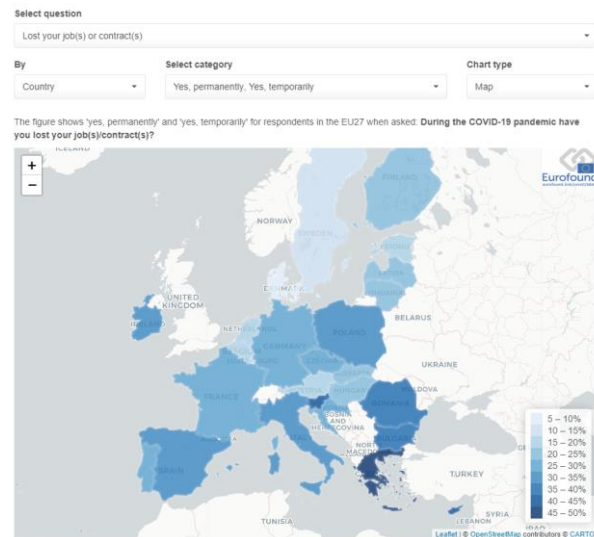 Select question
Lost your job(s) or contract(s)
By
Select category
Chart type
Country
Yes, permanently, Yes, temporarily
Map
The figure shows 'yes, permanently' and 'yes, temporarily' for respondents in the EU27 when asked: During the COVID-19 pandemic have
you lost your job(s)/contract(s)?
ICELAND
+
−
Eurofound
FINLAND
NORWAY
SWEDEN
ESTONIA
LATVIA
DENMARK
LITHUANIA
UNITED
KINGDOM
IRELAND
BELARUS
POLAND
GERMANY
UKRAINE
FRANCE
AUSTRIA
HUNGARY
MOLDOVA
ROMANIA
BOSNIA
AND
HERZEGOVINA
ITALY
BULGARIA
NORTH
MACEDONIA
SPAIN
TURKEY
TUNISIA
SYRIA
LEBANON
IRAQ
5 – 10%
10 – 15%
15 – 20%
20 – 25%
25 – 30%
30 – 35%
35 – 40%
40 – 45%
45 – 50%
Leaflet | © OpenStreetMap contributors © CARTO